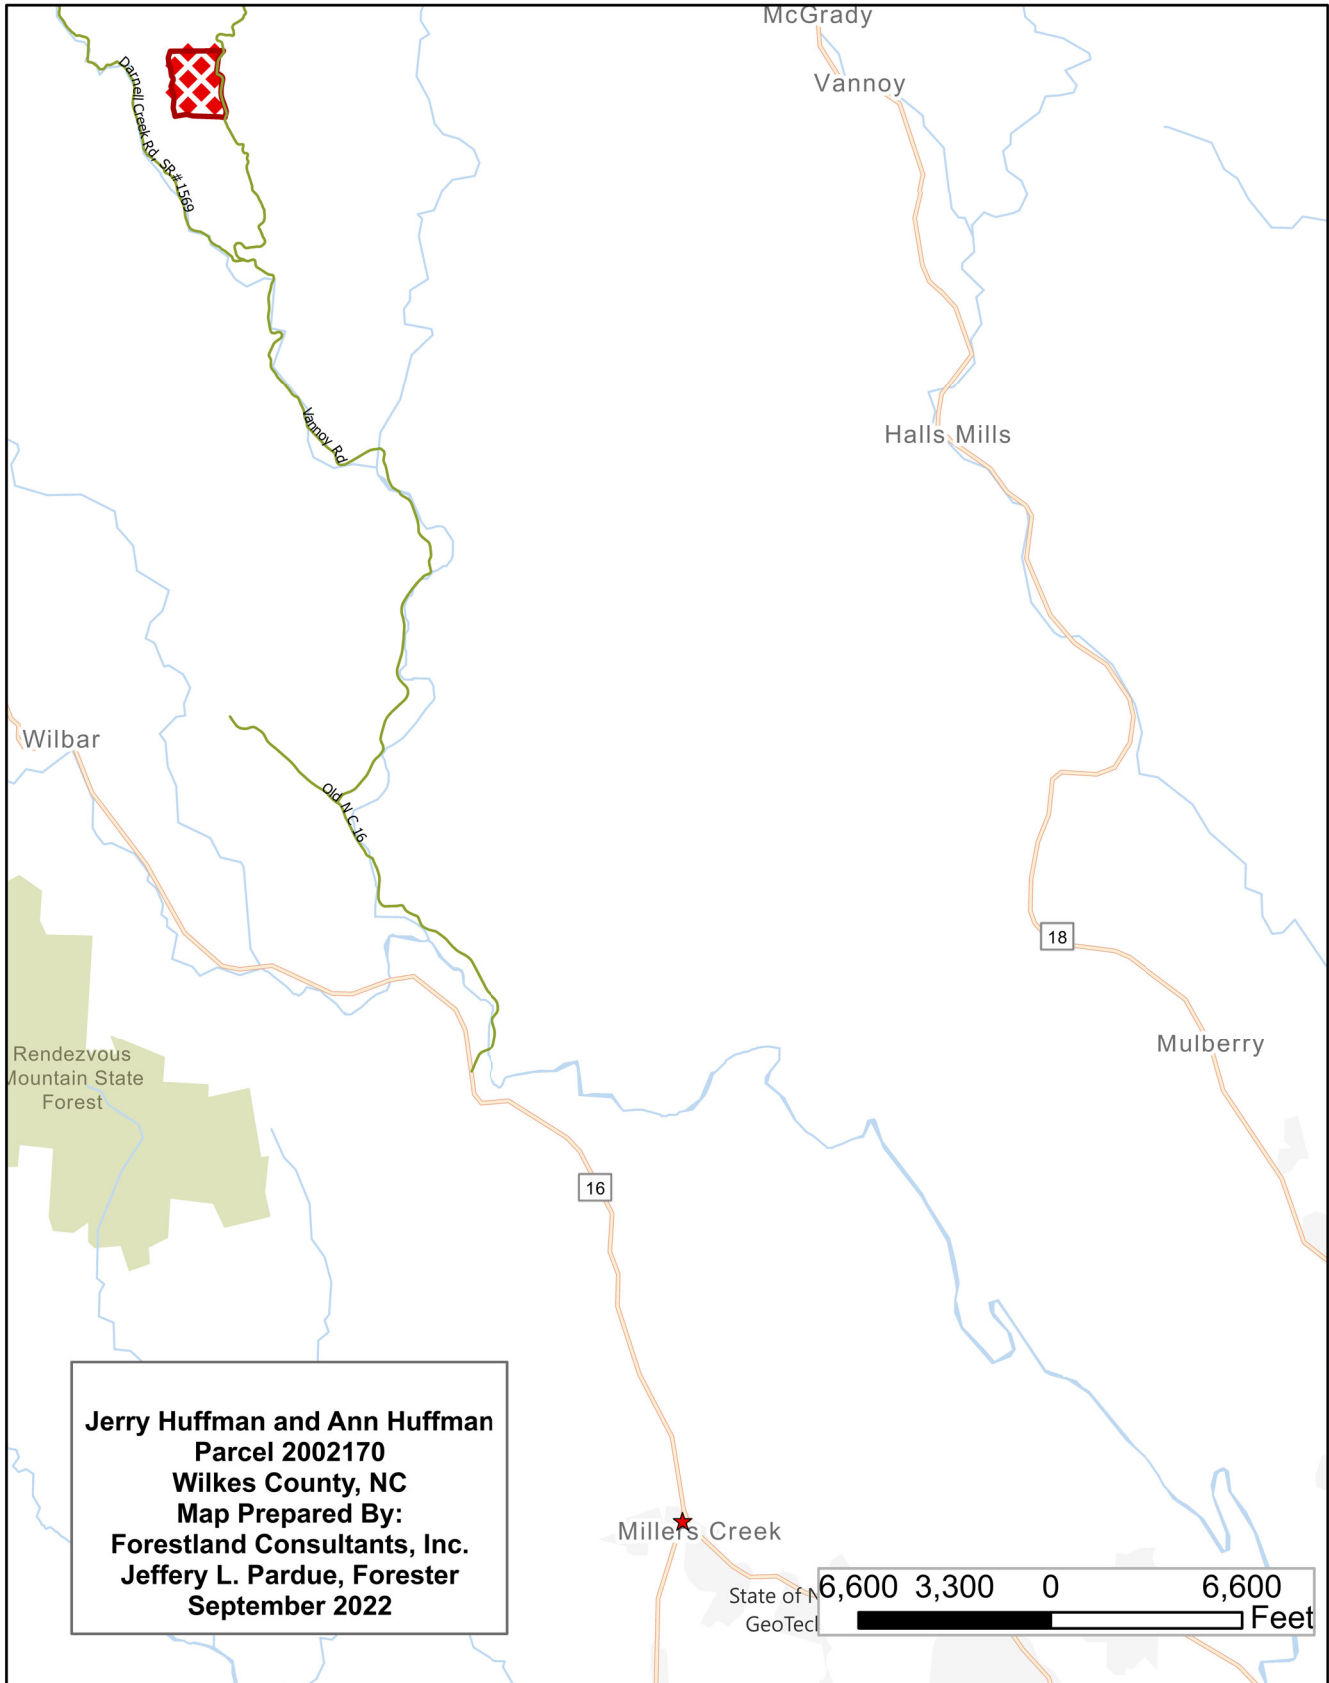 McGrady
Vannoy
Darnell Creek Rd, SR# 1569
Vannoy Rd
Halls Mills
Wilbar
Old N C 16
18
Mulberry
Rendezvous
Mountain State
Forest
16
Jerry Huffman and Ann Huffman
Parcel 2002170
Wilkes County, NC
Map Prepared By:
Forestland Consultants, Inc.
Jeffery L. Pardue, Forester
September 2022
Millers Creek
State of N
GeoTec
6,600 3,300 0 6,600
Feet